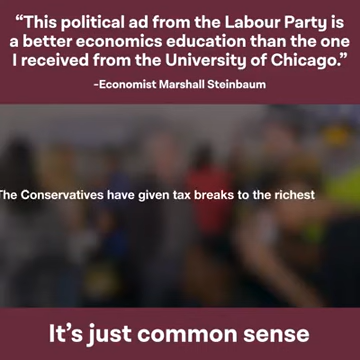 “This political ad from the Labour Party is
a better economics education than the one
I received from the University of Chicago.”
-Economist Marshall Steinbaum
The Conservatives have given tax breaks to the richest
It’s just common sense